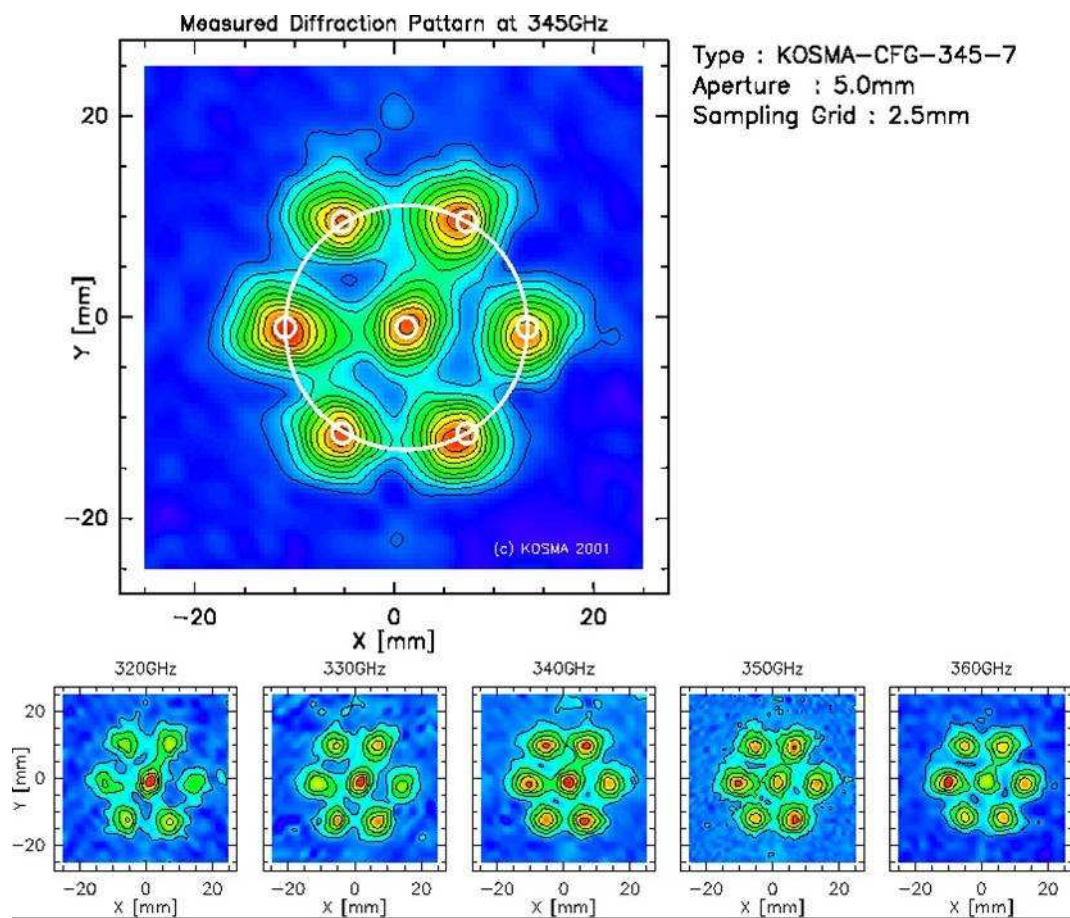 Measured Diffraction Pattern at 345GHz
Type : KOSMA-CFG-345-7
Aperture : 5.0mm
Sampling Grid : 2.5mm
20
0
-20
Y [mm]
(c) KOSMA 2001
-20 0 20
X [mm]
320GHz 330GHz 340GHz 350GHz 360GHz
20
0
-20
Y [mm]
-20 0 20 -20 0 20 -20 0 20 -20 0 20 -20 0 20
X [mm] X [mm] X [mm] X [mm] X [mm]